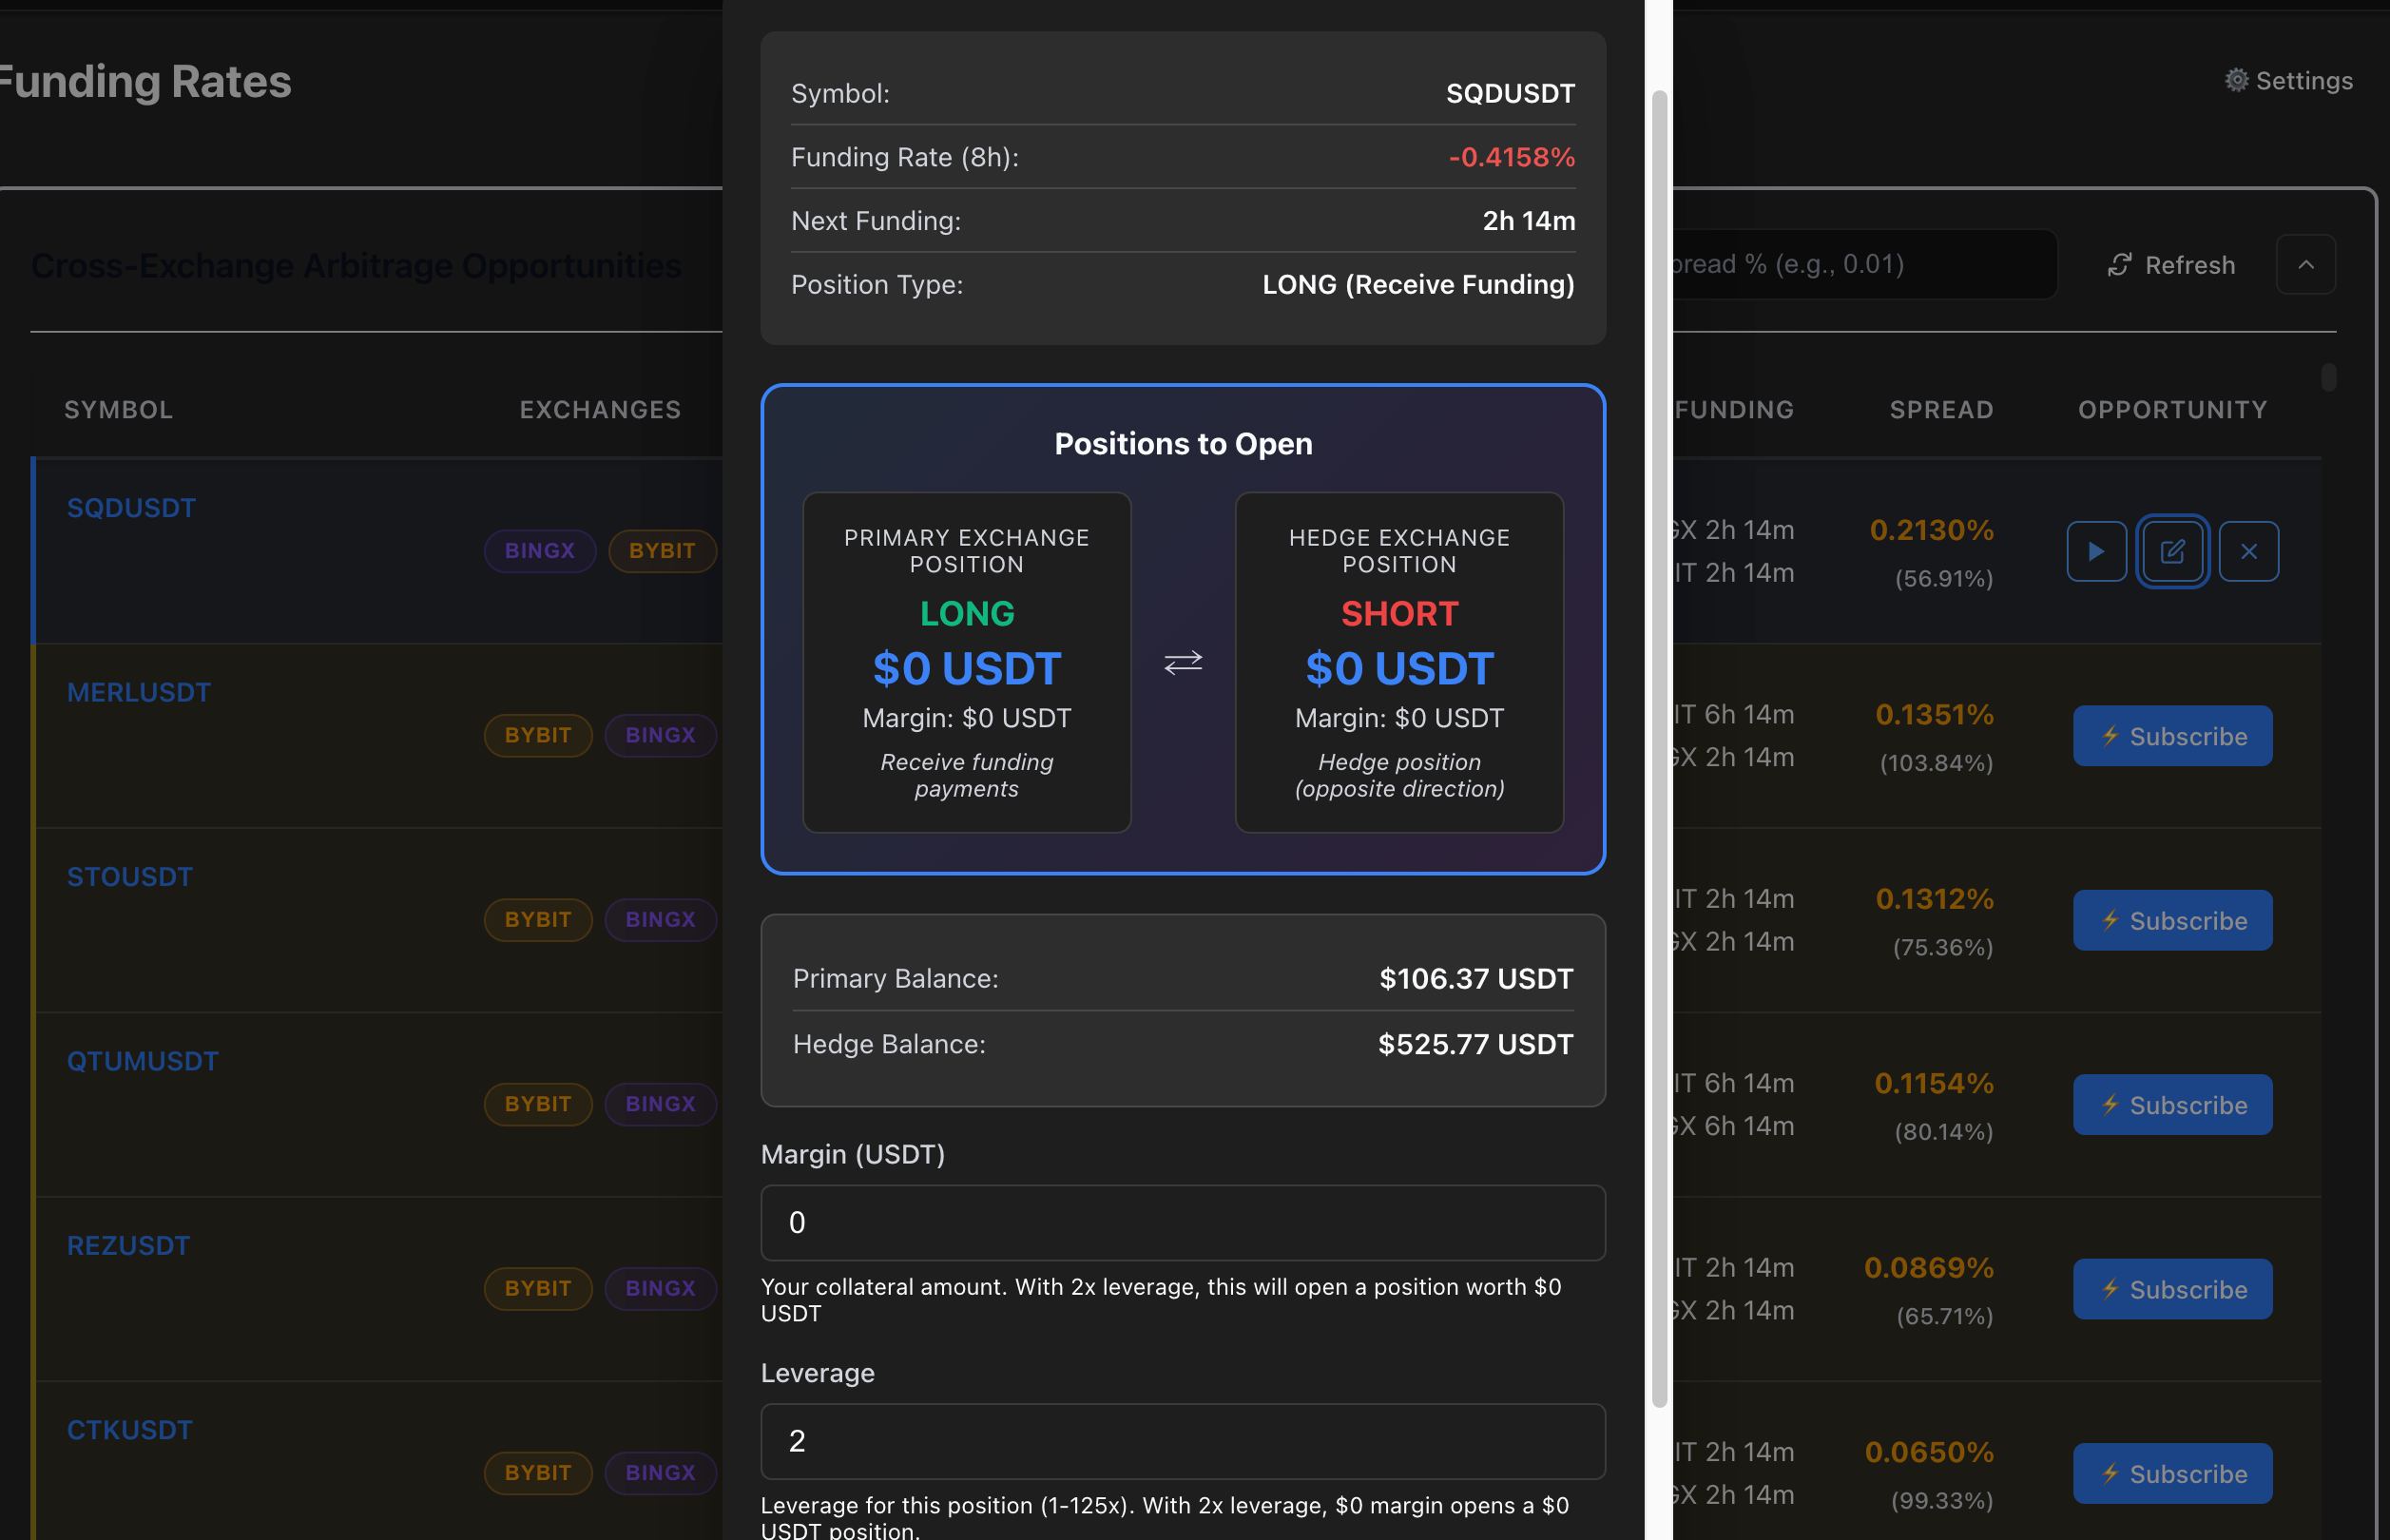 Funding Rates
Settings
Cross-Exchange Arbitrage Opportunities
spread % (e.g., 0.01)
Refresh
SYMBOL
EXCHANGES
FUNDING
SPREAD
OPPORTUNITY
SQDUSDT
BINGX
BYBIT
GX 2h 14m
IT 2h 14m
0.2130%
(56.91%)
MERLUSDT
BYBIT
BINGX
IT 6h 14m
GX 2h 14m
0.1351%
(103.84%)
Subscribe
STOUSDT
BYBIT
BINGX
IT 2h 14m
GX 2h 14m
0.1312%
(75.36%)
Subscribe
QTUMUSDT
BYBIT
BINGX
IT 6h 14m
GX 6h 14m
0.1154%
(80.14%)
Subscribe
REZUSDT
BYBIT
BINGX
IT 2h 14m
GX 2h 14m
0.0869%
(65.71%)
Subscribe
CTKUSDT
BYBIT
BINGX
IT 2h 14m
GX 2h 14m
0.0650%
(99.33%)
Subscribe
Symbol:
SQDUSDT
Funding Rate (8h):
-0.4158%
Next Funding:
2h 14m
Position Type:
LONG (Receive Funding)
Positions to Open
PRIMARY EXCHANGE
POSITION
LONG
$0 USDT
Margin: $0 USDT
Receive funding
payments
HEDGE EXCHANGE
POSITION
SHORT
$0 USDT
Margin: $0 USDT
Hedge position
(opposite direction)
Primary Balance:
$106.37 USDT
Hedge Balance:
$525.77 USDT
Margin (USDT)
0
Your collateral amount. With 2x leverage, this will open a position worth $0
USDT
Leverage
2
Leverage for this position (1-125x). With 2x leverage, $0 margin opens a $0
USDT position.